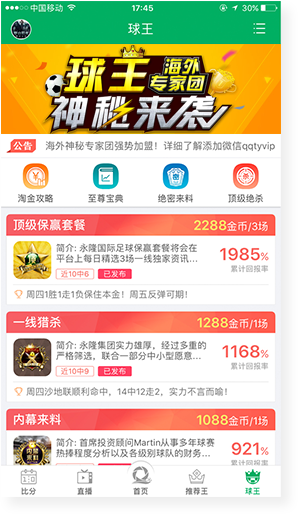 中国移动
17:45
30%
球王
球王
海外
专家团
神秘来袭
公告 海外神秘专家团强势加盟!详细了解添加微信qqtyvip
淘金攻略 至尊宝典 绝密来料 顶级绝杀
顶级保赢套餐 2288金币/3场
简介: 永隆国际足球保赢套餐将会在
平台上每日精选3场一线独家资讯...
近10中6 已发布
1985%
累计回报率
周四1胜1走1负保住本金!周五反弹可期!
一线猎杀 1288金币/1场
简介: 永隆集团实力雄厚，经过多重的
严格筛选，联合一部分中小型愿意...
近10中7 已发布
1168%
累计回报率
周四沙地联顺利命中，14中12走2，实力不言而喻!
内幕来料 1088金币/1场
简介: 首席投资顾问Martin从事多年球赛
热捧程度分析以及各级别球队的财务...
921%
累计回报率
比分 直播 首页 推荐王 球王